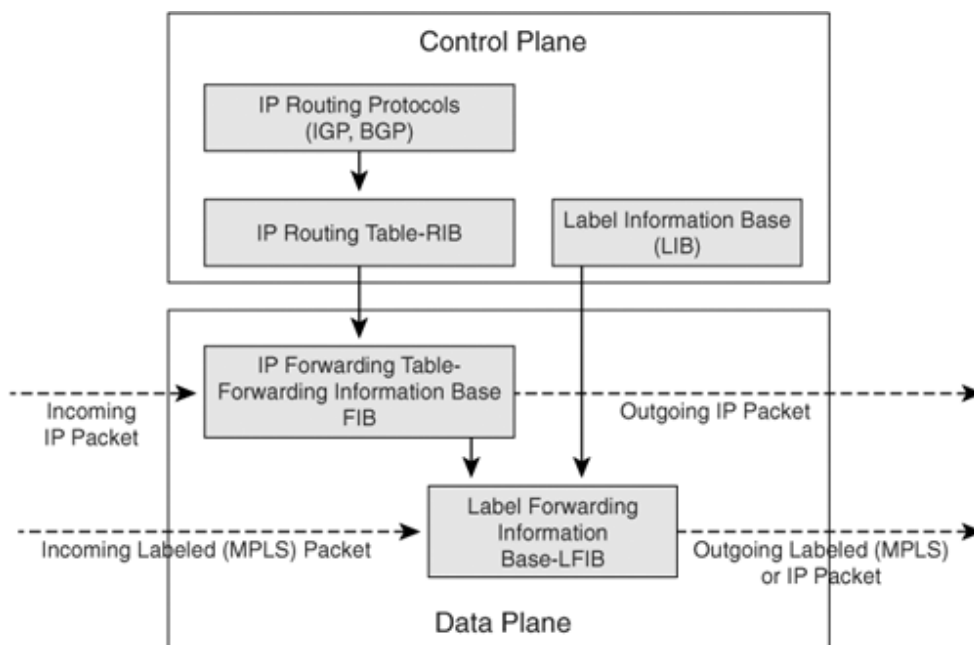 Control Plane
IP Routing Protocols
(IGP, BGP)
IP Routing Table-RIB
Label Information Base
(LIB)
IP Forwarding Table-
Forwarding Information Base
FIB
Incoming
IP Packet
Outgoing IP Packet
Label Forwarding
Information
Base-LFIB
Incoming Labeled (MPLS) Packet
Outgoing Labeled (MPLS)
or IP Packet
Data Plane